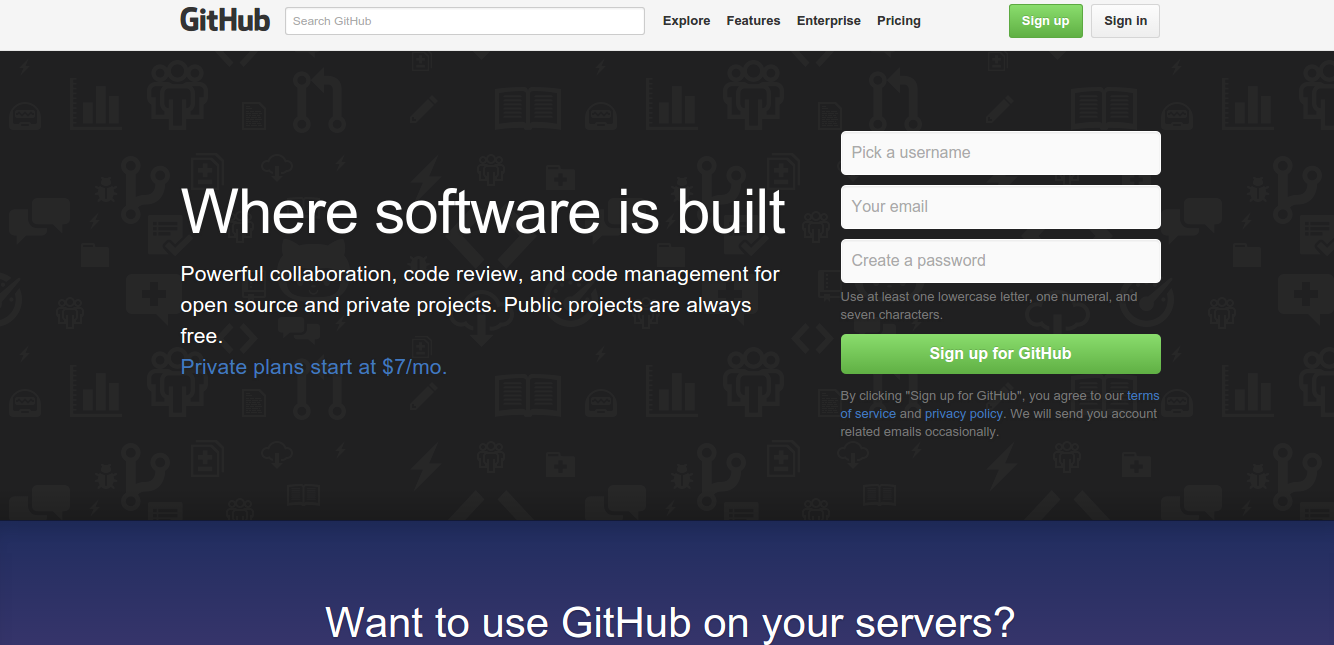 GitHub
Search GitHub
Explore
Features
Enterprise
Pricing
Sign up
Sign in
Where software is built
Powerful collaboration, code review, and code management for
open source and private projects. Public projects are always
free.
Private plans start at $7/mo.
Pick a username
Your email
Create a password
Use at least one lowercase letter, one numeral, and
seven characters.
Sign up for GitHub
By clicking "Sign up for GitHub", you agree to our terms
of service and privacy policy. We will send you account
related emails occasionally.
Want to use GitHub on your servers?